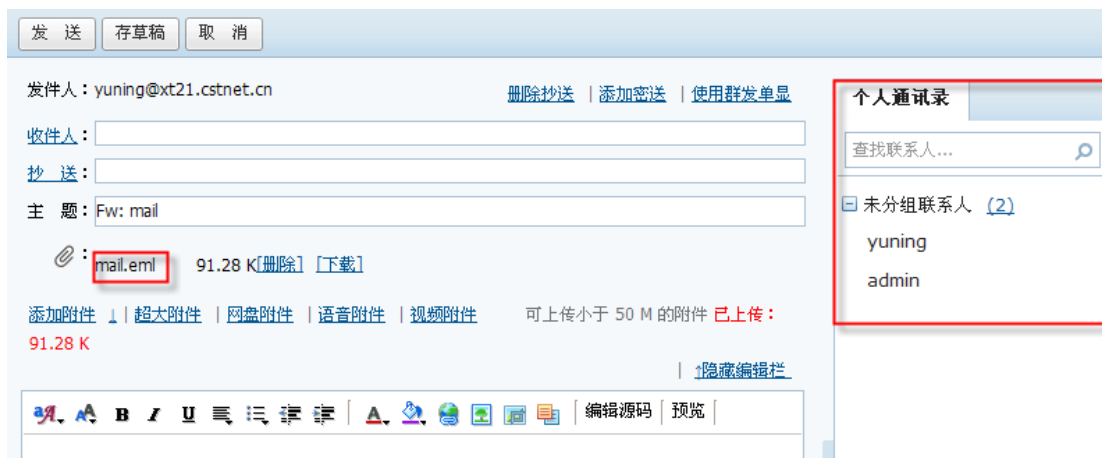 发 送 存草稿 取 消
发件人：yuning@xt21.cstnet.cn 删除抄送 | 添加密送 | 使用群发单显
收件人：
抄 送：
主 题：Fw: mail
：mail.eml 91.28 K[删除] [下载]
添加附件 ↓ | 超大附件 | 网盘附件 | 语音附件 | 视频附件 可上传小于 50 M 的附件 已上传：
91.28 K
| ↑隐藏编辑栏
B I U A 编辑源码 预览
个人通讯录
查找联系人...
未分组联系人 (2)
yuning
admin